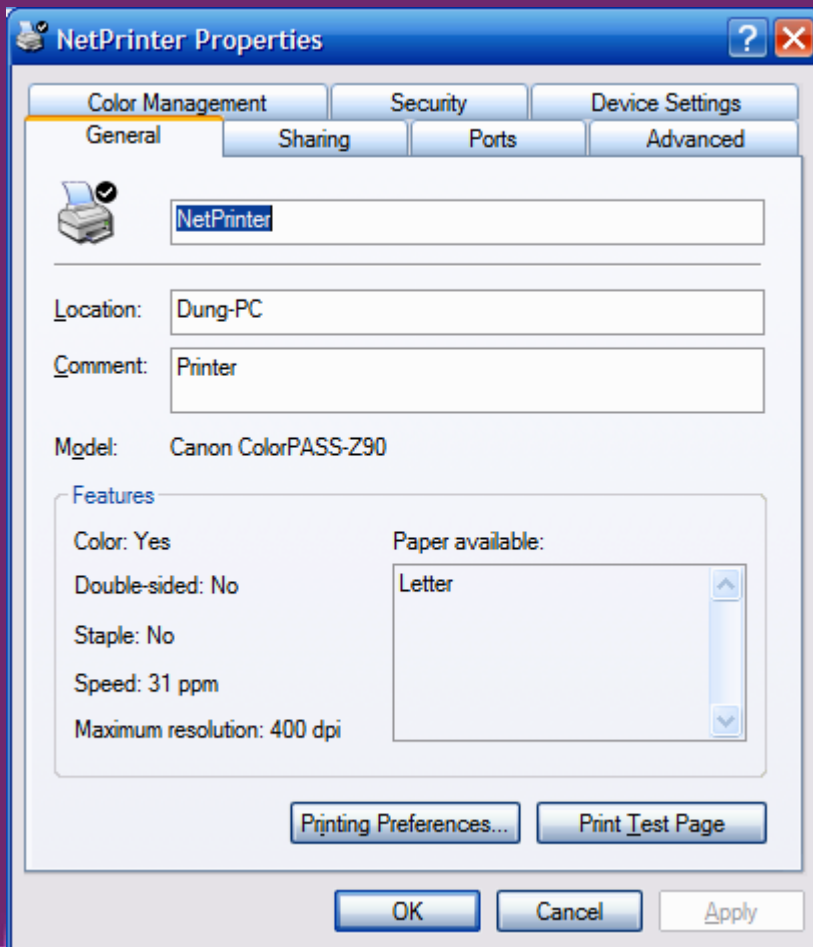 NetPrinter Properties
Color Management Security Device Settings
General Sharing Ports Advanced
NetPrinter
Location: Dung-PC
Comment: Printer
Model: Canon ColorPASS-Z90
Features
Color: Yes Paper available:
Double-sided: No Letter
Staple: No
Speed: 31 ppm
Maximum resolution: 400 dpi
Printing Preferences... Print Test Page
OK Cancel Apply